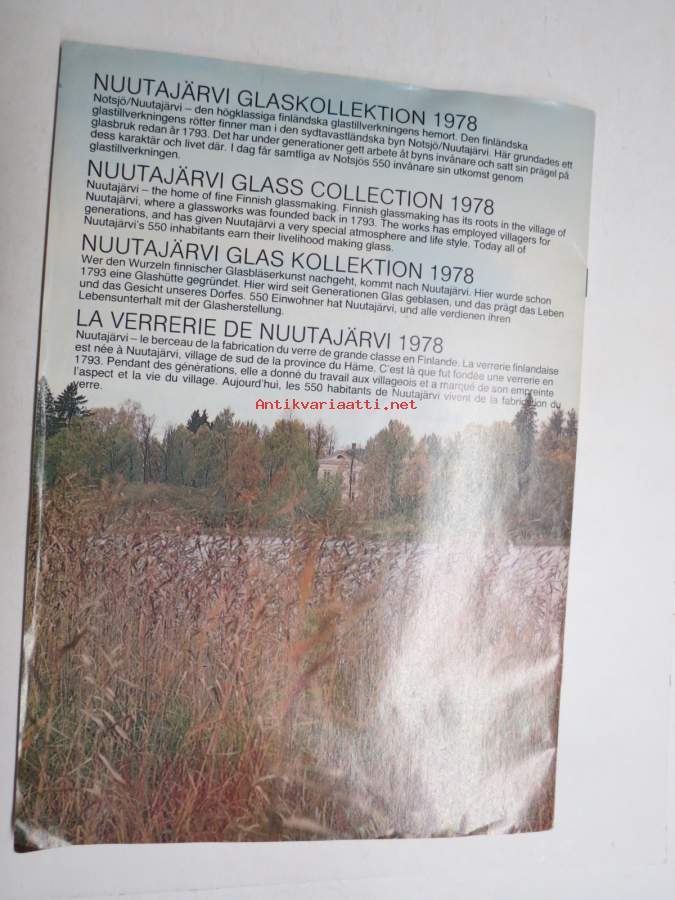 NUUTAJÄRVI GLASKOLLEKTION 1978
Notsjö/Nuutajärvi – den högklassiga finländska glastillverkningens hemort. Den finländska
glastillverkningens rötter finner man i den sydtavastländska byn Notsjö/Nuutajärvi. Här grundades ett
glasbruk redan år 1793. Det har under generationer gett arbete åt byns invånare och satt sin prägel på
dess karaktär och livet där. I dag får samtliga av Notsjös 550 invånare sin utkomst genom
glastillverkningen.
NUUTAJÄRVI GLASS COLLECTION 1978
Nuutajärvi – the home of fine Finnish glassmaking. Finnish glassmaking has its roots in the village of
Nuutajärvi, where a glassworks was founded back in 1793. The works has employed villagers for
generations, and has given Nuutajärvi a very special atmosphere and life style. Today all of
Nuutajärvi's 550 inhabitants earn their livelihood making glass.
NUUTAJÄRVI GLAS KOLLEKTION 1978
Wer den Wurzeln finnischer Glasbläserkunst nachgeht, kommt nach Nuutajärvi. Hier wurde schon
1793 eine Glashütte gegründet. Hier wird seit Generationen Glas geblasen, und das prägt das Leben
und das Gesicht unseres Dorfes. 550 Einwohner hat Nuutajärvi, und alle verdienen ihren
Lebensunterhalt mit der Glasherstellung.
LA VERRERIE DE NUUTAJÄRVI 1978
Nuutajärvi – le berceau de la fabrication du verre de grande classe en Finlande. La verrerie finlandaise
est née à Nuutajärvi, village de sud de la province du Häme. C'est là que fut fondée une verrerie en
1793. Pendant des générations, elle a donné du travail aux villageois et a marqué de son empreinte
l'aspect et la vie du village. Aujourd'hui, les 550 habitants de Nuutajärvi vivent de la fabrication du
verre.
Antikvariaatti.net